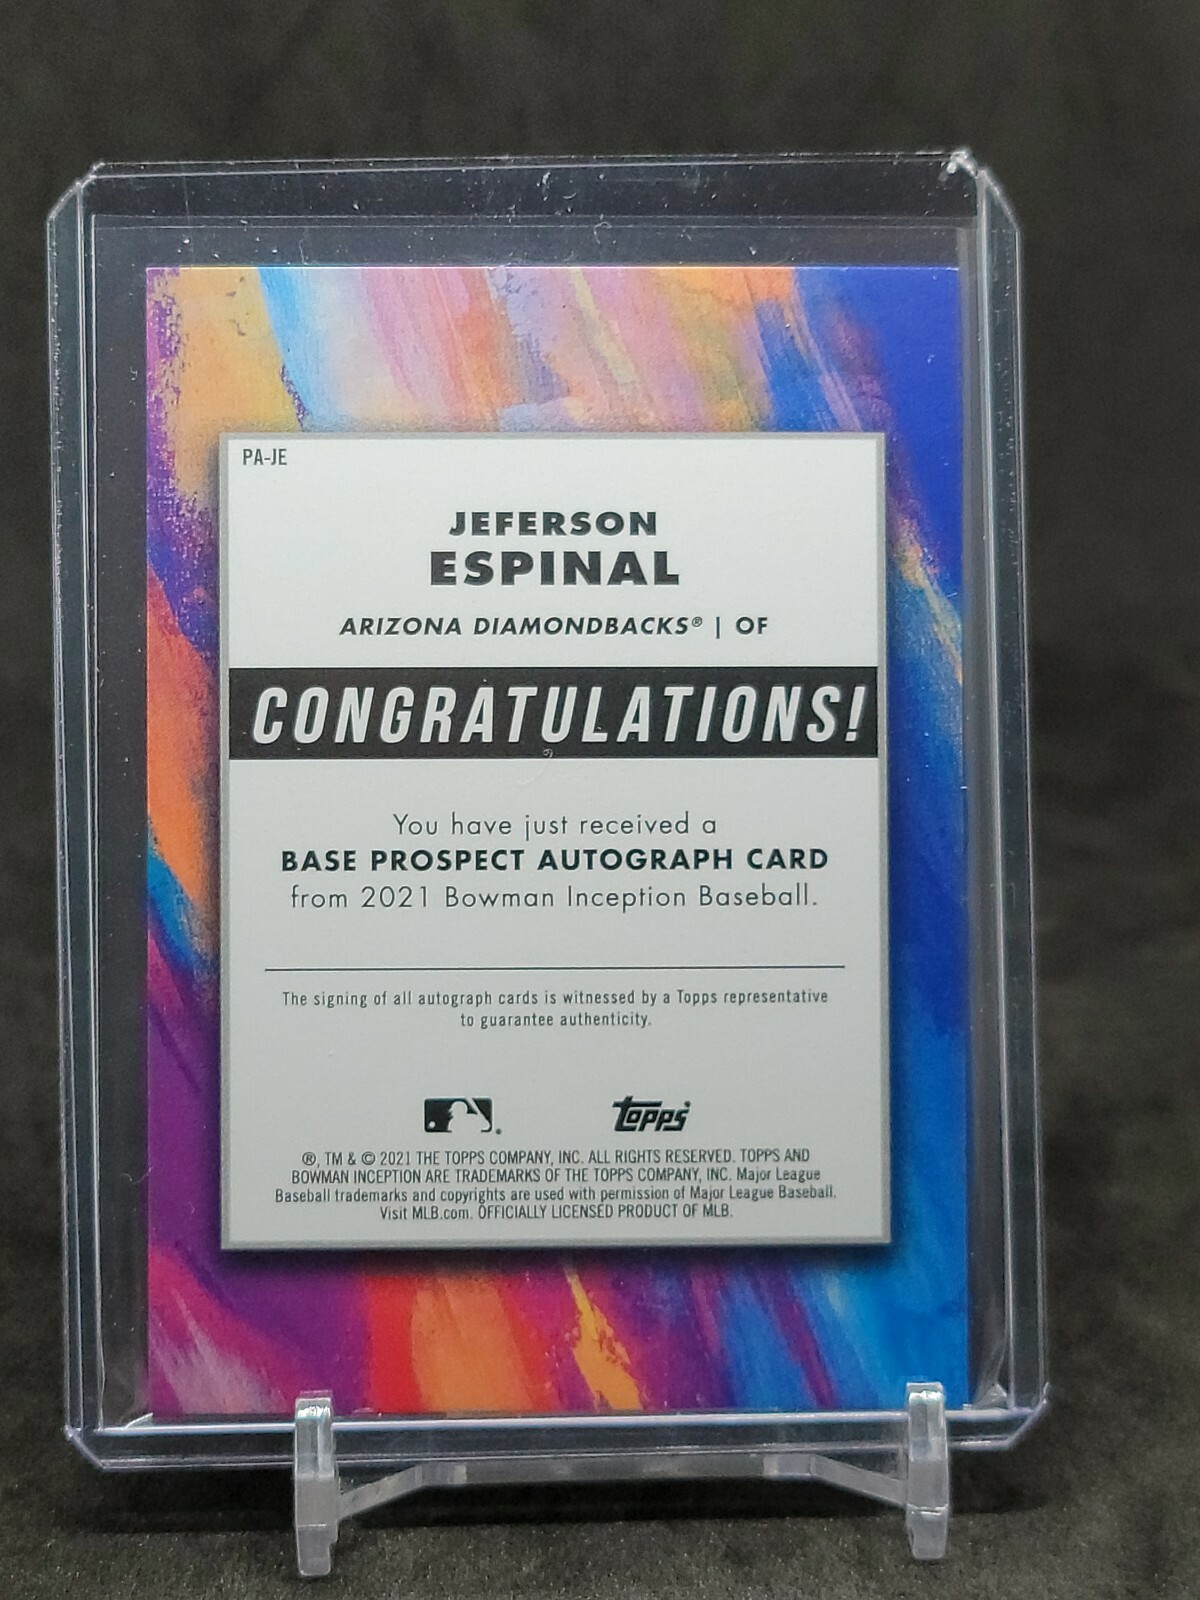 PA-JE
JEFERSON
ESPINAL
ARIZONA DIAMONDBACKS® | OF
CONGRATULATIONS!
You have just received a
BASE PROSPECT AUTOGRAPH CARD
from 2021 Bowman Inception Baseball.
The signing of all autograph cards is witnessed by a Topps representative
to guarantee authenticity.
topps
®, TM & © 2021 THE TOPPS COMPANY, INC. ALL RIGHTS RESERVED. TOPPS AND
BOWMAN INCEPTION ARE TRADEMARKS OF THE TOPPS COMPANY, INC. Major League
Baseball trademarks and copyrights are used with permission of Major League Baseball.
Visit MLB.com. OFFICIALLY LICENSED PRODUCT OF MLB.